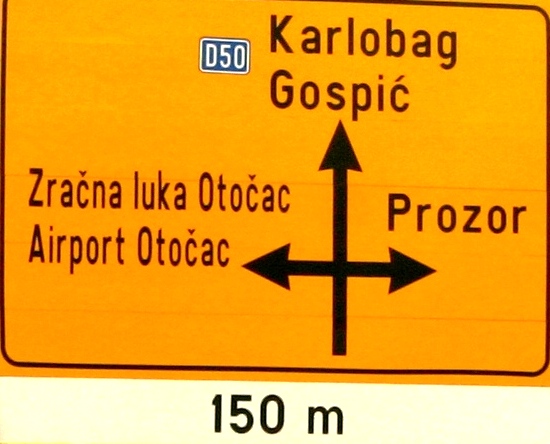 Karlobag
D50
Gospić
Zračna luka Otočac
Prozor
Airport Otočac
150 m